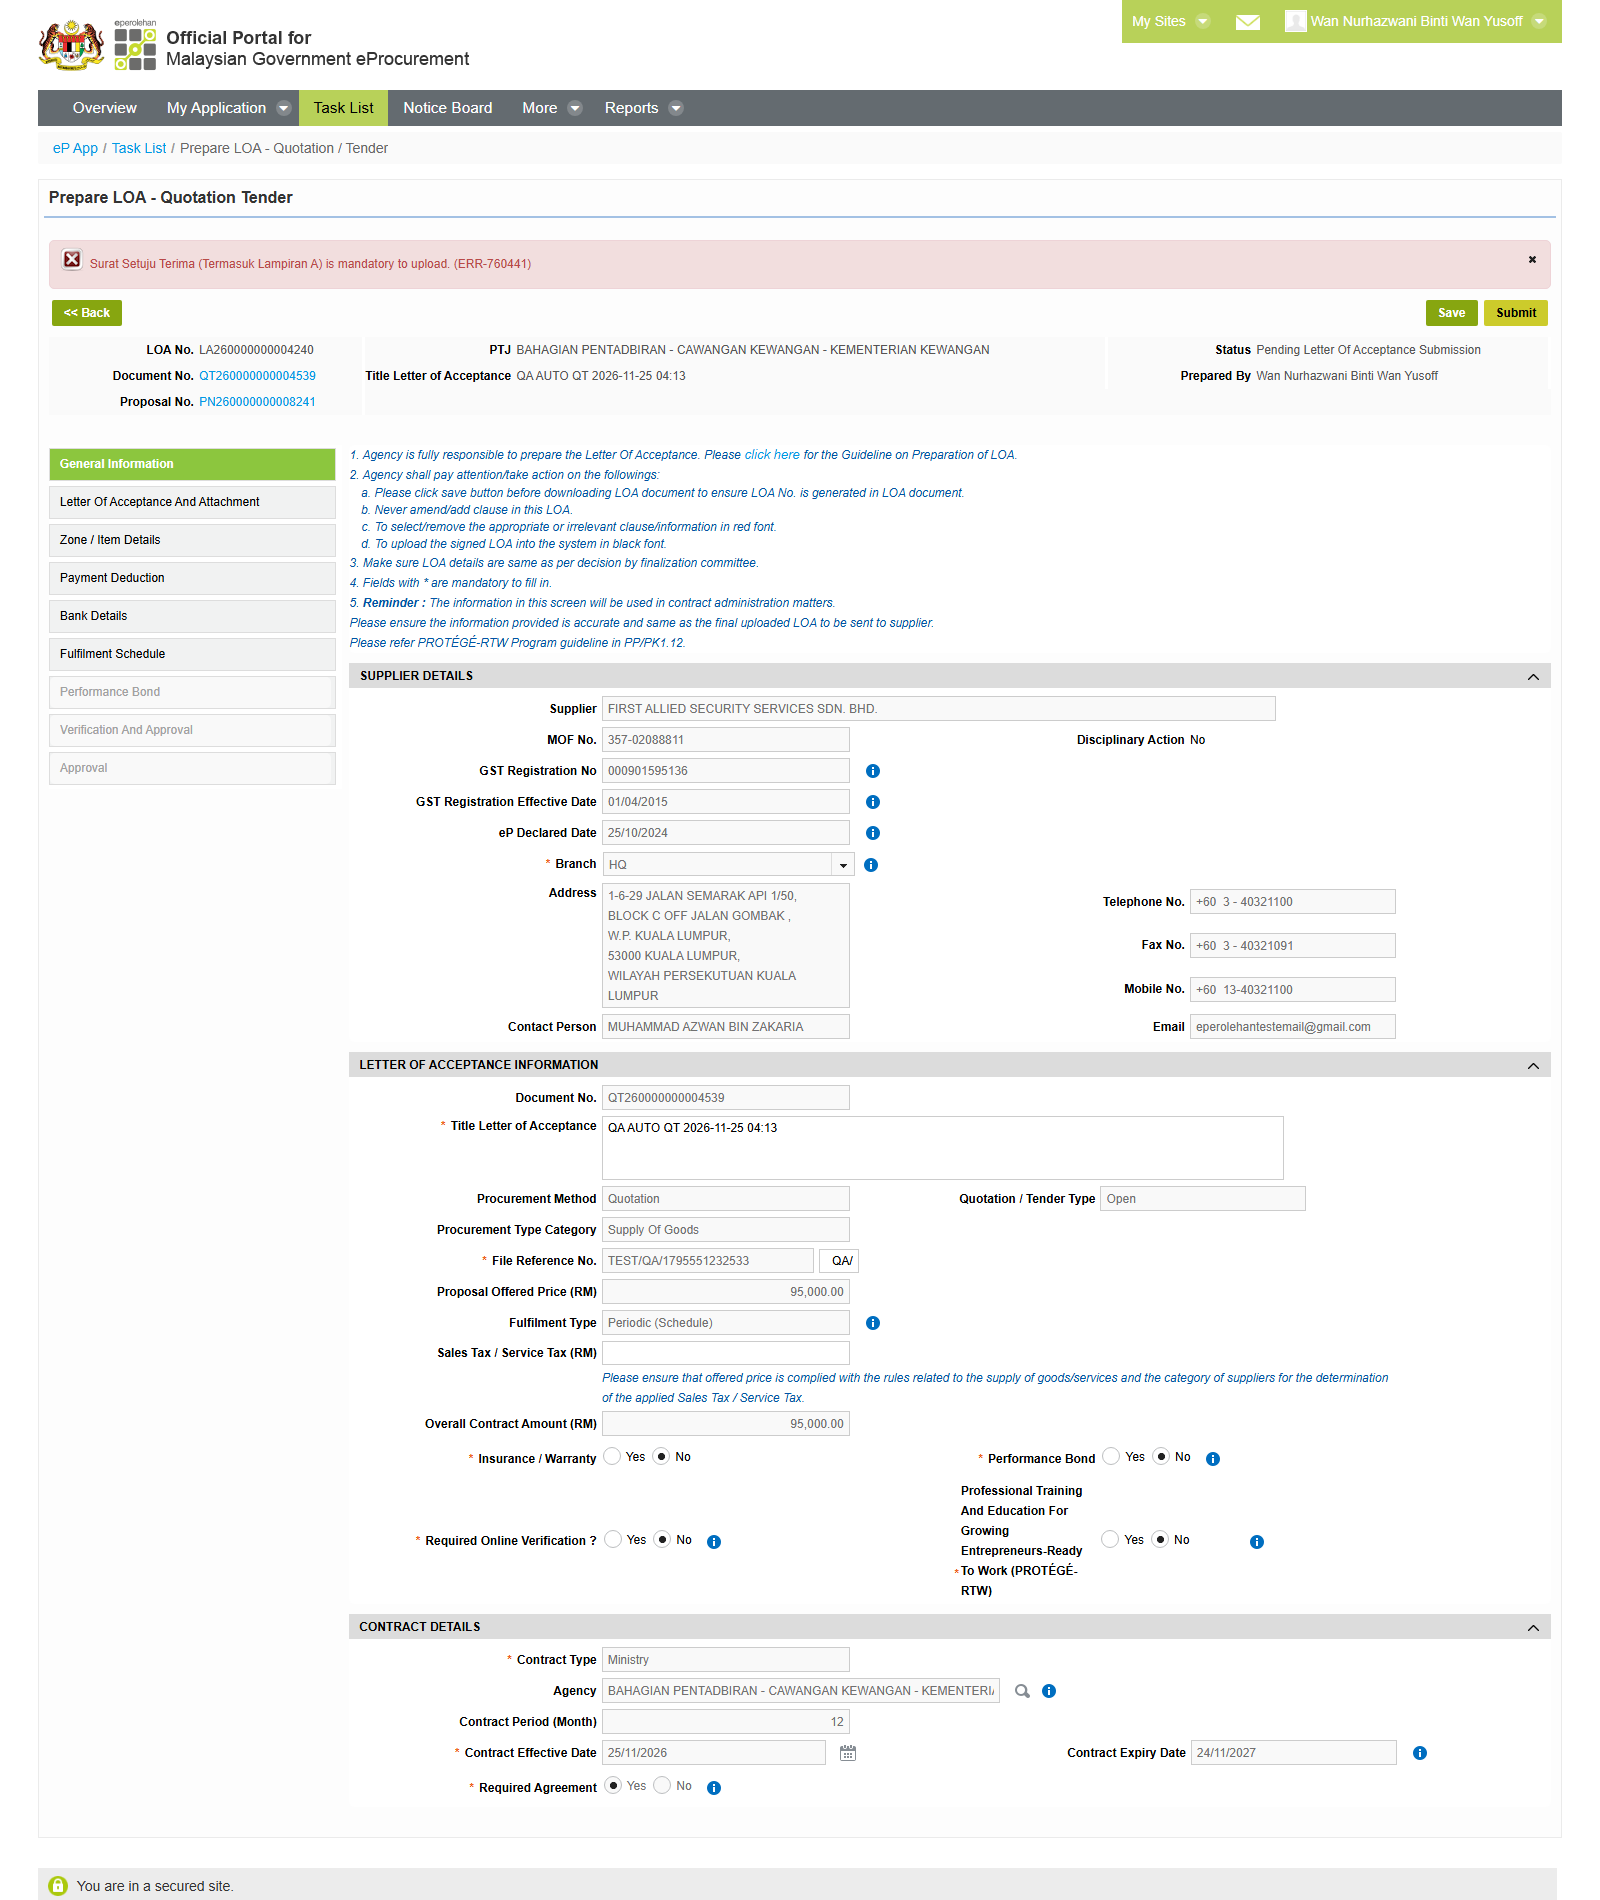 My Sites
Wan Nurhazwani Binti Wan Yusoff
eperolehan
Official Portal for
Malaysian Government eProcurement
Overview My Application Task List Notice Board More Reports
eP App / Task List / Prepare LOA - Quotation / Tender
Prepare LOA - Quotation Tender
Surat Setuju Terima (Termasuk Lampiran A) is mandatory to upload. (ERR-760441)
<< Back Save Submit
LOA No. LA260000000004240 PTJ BAHAGIAN PENTADBIRAN - CAWANGAN KEWANGAN - KEMENTERIAN KEWANGAN Status Pending Letter Of Acceptance Submission
Document No. QT260000000004539 Title Letter of Acceptance QA AUTO QT 2026-11-25 04:13 Prepared By Wan Nurhazwani Binti Wan Yusoff
Proposal No. PN260000000008241
General Information
Letter Of Acceptance And Attachment
Zone / Item Details
Payment Deduction
Bank Details
Fulfilment Schedule
Performance Bond
Verification And Approval
Approval
1. Agency is fully responsible to prepare the Letter Of Acceptance. Please click here for the Guideline on Preparation of LOA.
2. Agency shall pay attention/take action on the followings:
a. Please click save button before downloading LOA document to ensure LOA No. is generated in LOA document.
b. Never amend/add clause in this LOA.
c. To select/remove the appropriate or irrelevant clause/information in red font.
d. To upload the signed LOA into the system in black font.
3. Make sure LOA details are same as per decision by finalization committee.
4. Fields with * are mandatory to fill in.
5. Reminder : The information in this screen will be used in contract administration matters.
Please ensure the information provided is accurate and same as the final uploaded LOA to be sent to supplier.
Please refer PROTÉGÉ-RTW Program guideline in PP/PK1.12.
SUPPLIER DETAILS
Supplier FIRST ALLIED SECURITY SERVICES SDN. BHD.
MOF No. 357-02088811 Disciplinary Action No
GST Registration No 000901595136
GST Registration Effective Date 01/04/2015
eP Declared Date 25/10/2024
* Branch HQ
Address 1-6-29 JALAN SEMARAK API 1/50,
BLOCK C OFF JALAN GOMBAK ,
W.P. KUALA LUMPUR,
53000 KUALA LUMPUR,
WILAYAH PERSEKUTUAN KUALA
LUMPUR
Telephone No. +60 3 - 40321100
Fax No. +60 3 - 40321091
Mobile No. +60 13-40321100
Contact Person MUHAMMAD AZWAN BIN ZAKARIA Email eperolehantestemail@gmail.com
LETTER OF ACCEPTANCE INFORMATION
Document No. QT260000000004539
* Title Letter of Acceptance QA AUTO QT 2026-11-25 04:13
Procurement Method Quotation Quotation / Tender Type Open
Procurement Type Category Supply Of Goods
* File Reference No. TEST/QA/1795551232533 QA/
Proposal Offered Price (RM) 95,000.00
Fulfilment Type Periodic (Schedule)
Sales Tax / Service Tax (RM)
Please ensure that offered price is complied with the rules related to the supply of goods/services and the category of suppliers for the determination
of the applied Sales Tax / Service Tax.
Overall Contract Amount (RM) 95,000.00
* Insurance / Warranty Yes No * Performance Bond Yes No
* Required Online Verification ? Yes No
Professional Training
And Education For
Growing
Entrepreneurs-Ready
* To Work (PROTÉGÉ-
RTW)
Yes No
CONTRACT DETAILS
* Contract Type Ministry
Agency BAHAGIAN PENTADBIRAN - CAWANGAN KEWANGAN - KEMENTERI
Contract Period (Month) 12
* Contract Effective Date 25/11/2026 Contract Expiry Date 24/11/2027
* Required Agreement Yes No
You are in a secured site.